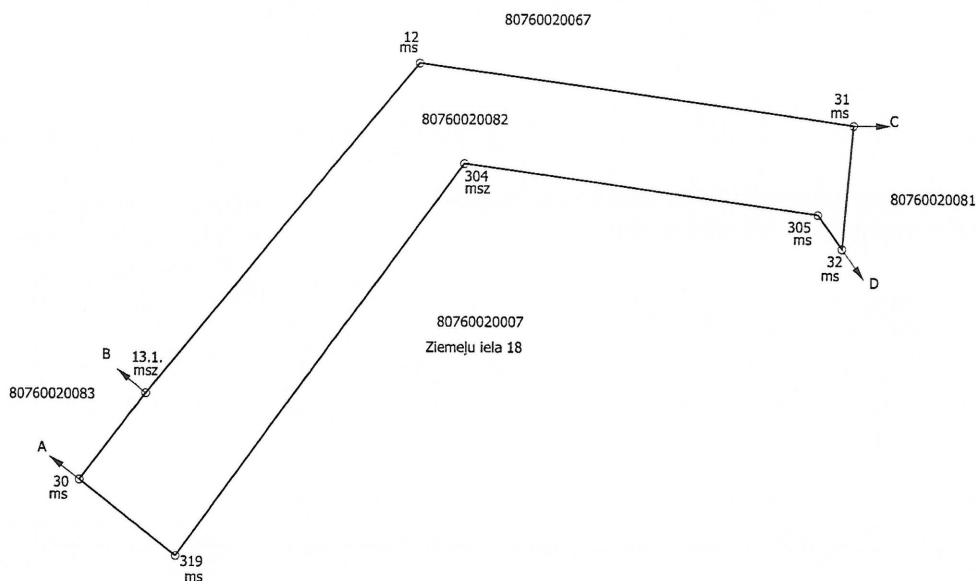 80760020067
12
ms
31
ms
C
80760020082
304
msz
80760020081
305
ms
32
ms
D
80760020007
Ziemeļu iela 18
B
13.1.
msz
80760020083
A
30
ms
319
ms